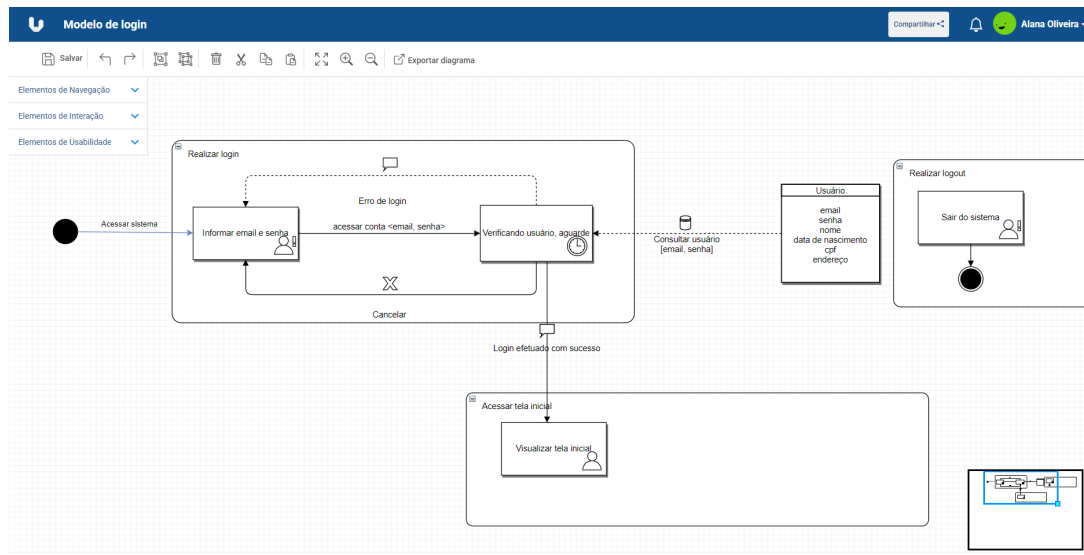 Modelo de login
Compartilhar
Alana Oliveira
Salvar
Exportar diagrama
Elementos de Navegação
Elementos de Interação
Elementos de Usabilidade
Realizar login
Erro de login
Acessar sistema
Informar email e senha
acessar conta <email, senha>
Verificando usuário, aguarde
Cancelar
Consultar usuário
[email, senha]
Usuário
email
senha
nome
data de nascimento
cpf
endereço
Realizar logout
Sair do sistema
Login efetuado com sucesso
Acessar tela inicial
Visualizar tela inicial